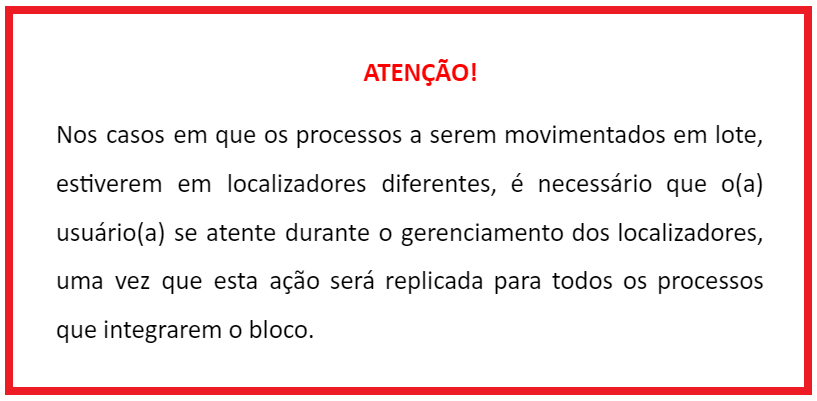 ATENÇÃO!
Nos casos em que os processos a serem movimentados em lote,
estiverem em localizadores diferentes, é necessário que o(a)
usuário(a) se atente durante o gerenciamento dos localizadores,
uma vez que esta ação será replicada para todos os processos
que integrarem o bloco.